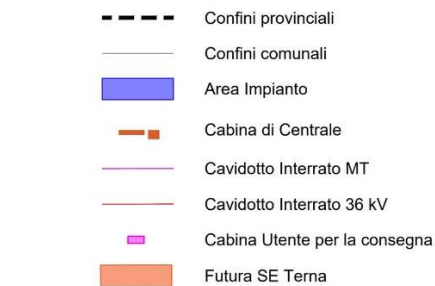 Confini provinciali
Confini comunali
Area Impianto
Cabina di Centrale
Cavidotto Interrato MT
Cavidotto Interrato 36 kV
Cabina Utente per la consegna
Futura SE Terna